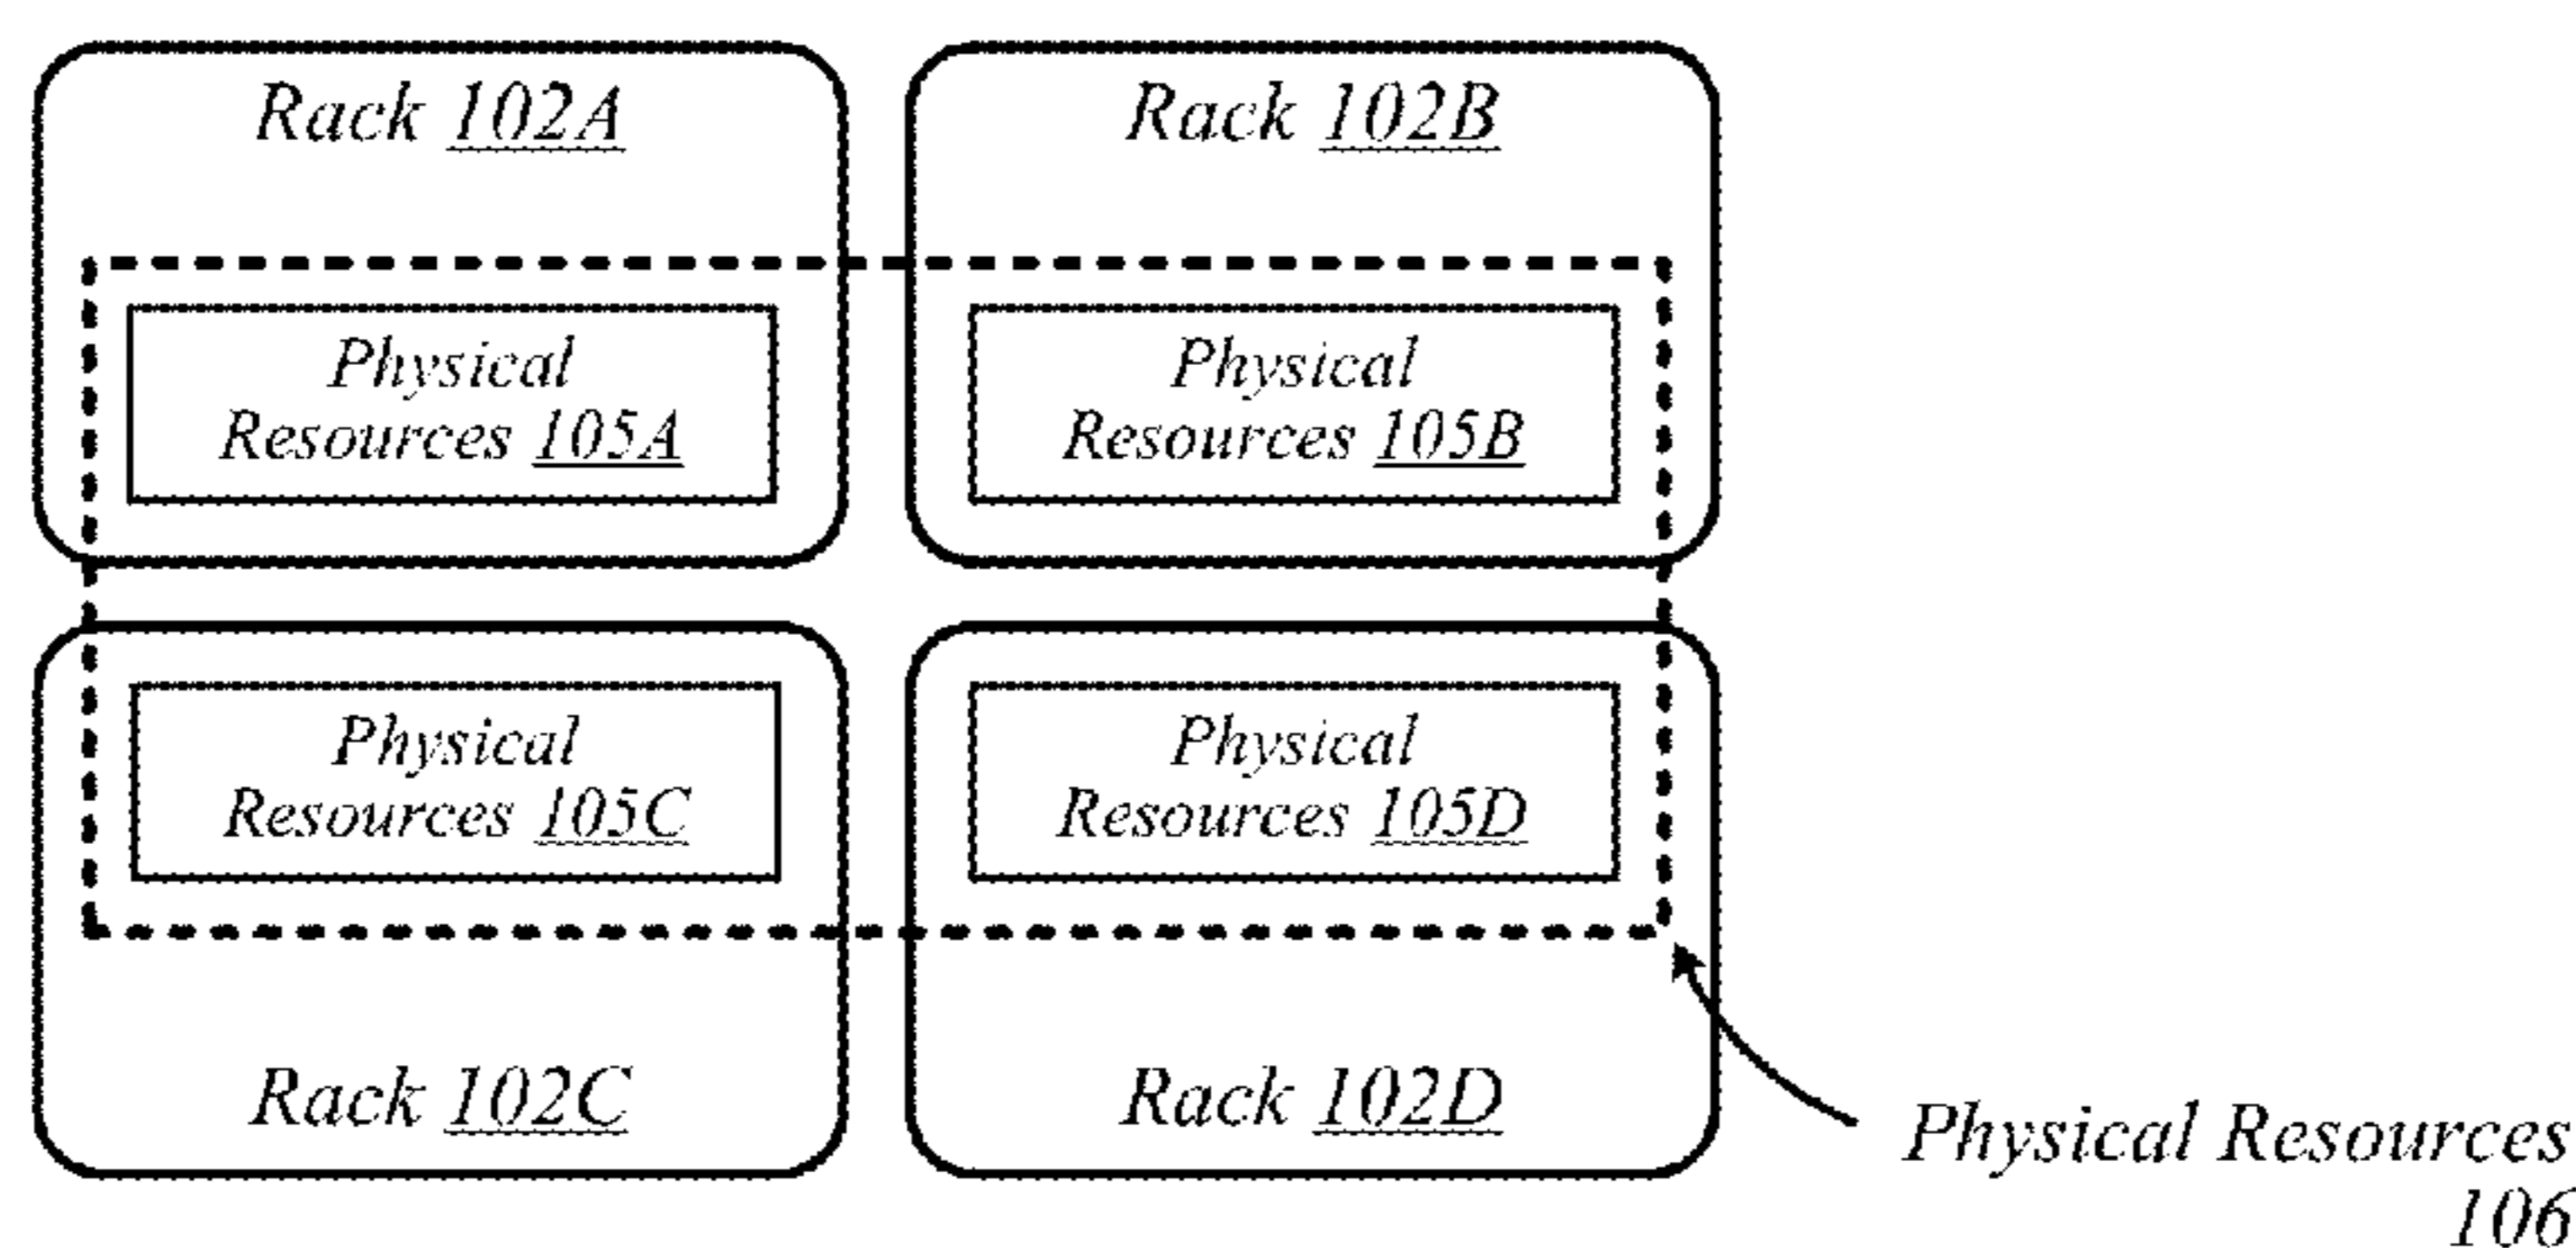 Rack 102A
Rack 102B
Physical
Resources 105A
Physical
Resources 105B
Physical
Resources 105C
Physical
Resources 105D
Rack 102C
Rack 102D
Physical Resources
106